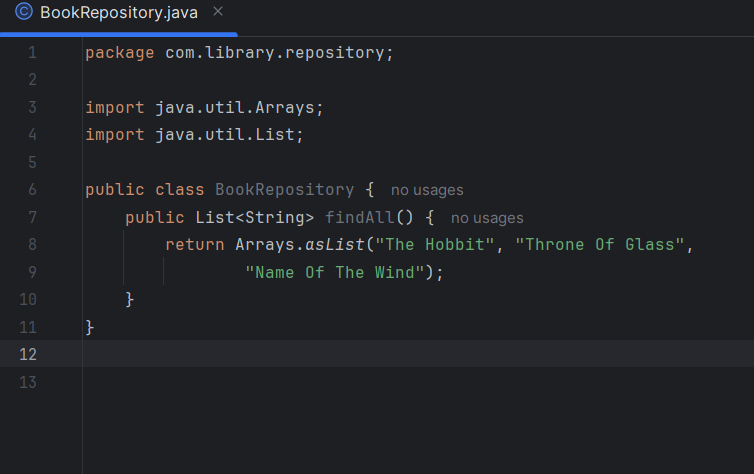 BookRepository.java
1 package com.library.repository;
2
3 import java.util.Arrays;
4 import java.util.List;
5
6 public class BookRepository { no usages
7 public List<String> findAll() { no usages
8 return Arrays.asList("The Hobbit", "Throne Of Glass",
9 "Name Of The Wind");
10 }
11 }
12
13